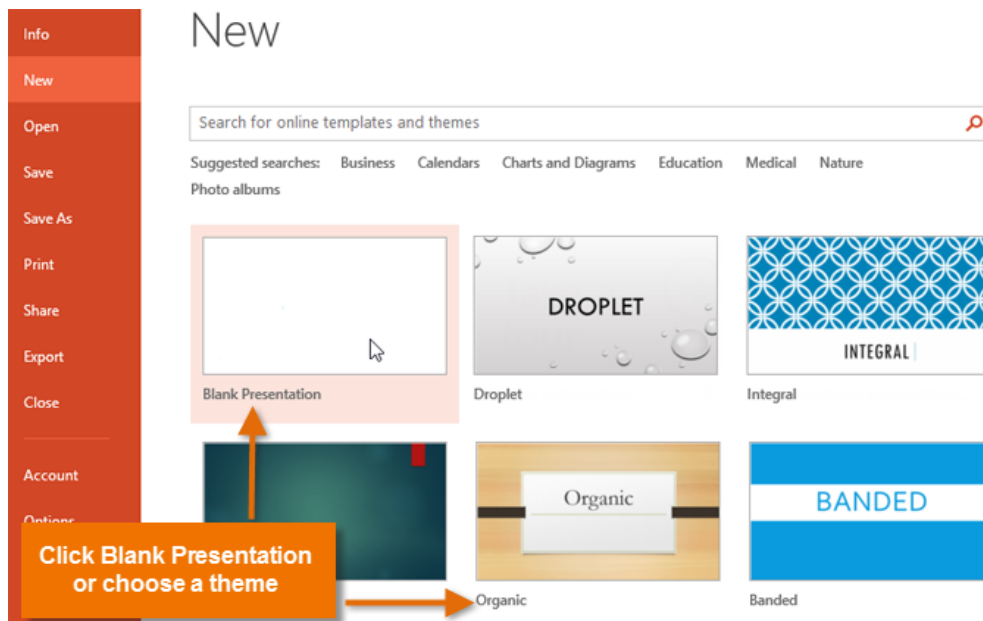 Info
New
Open
Save
Save As
Print
Share
Export
Close
Account
Options
New
Search for online templates and themes
Suggested searches: Business Calendars Charts and Diagrams Education Medical Nature
Photo albums
DROPLET
INTEGRAL
Blank Presentation Droplet Integral
Organic
BANDED
Click Blank Presentation
or choose a theme
Organic Banded